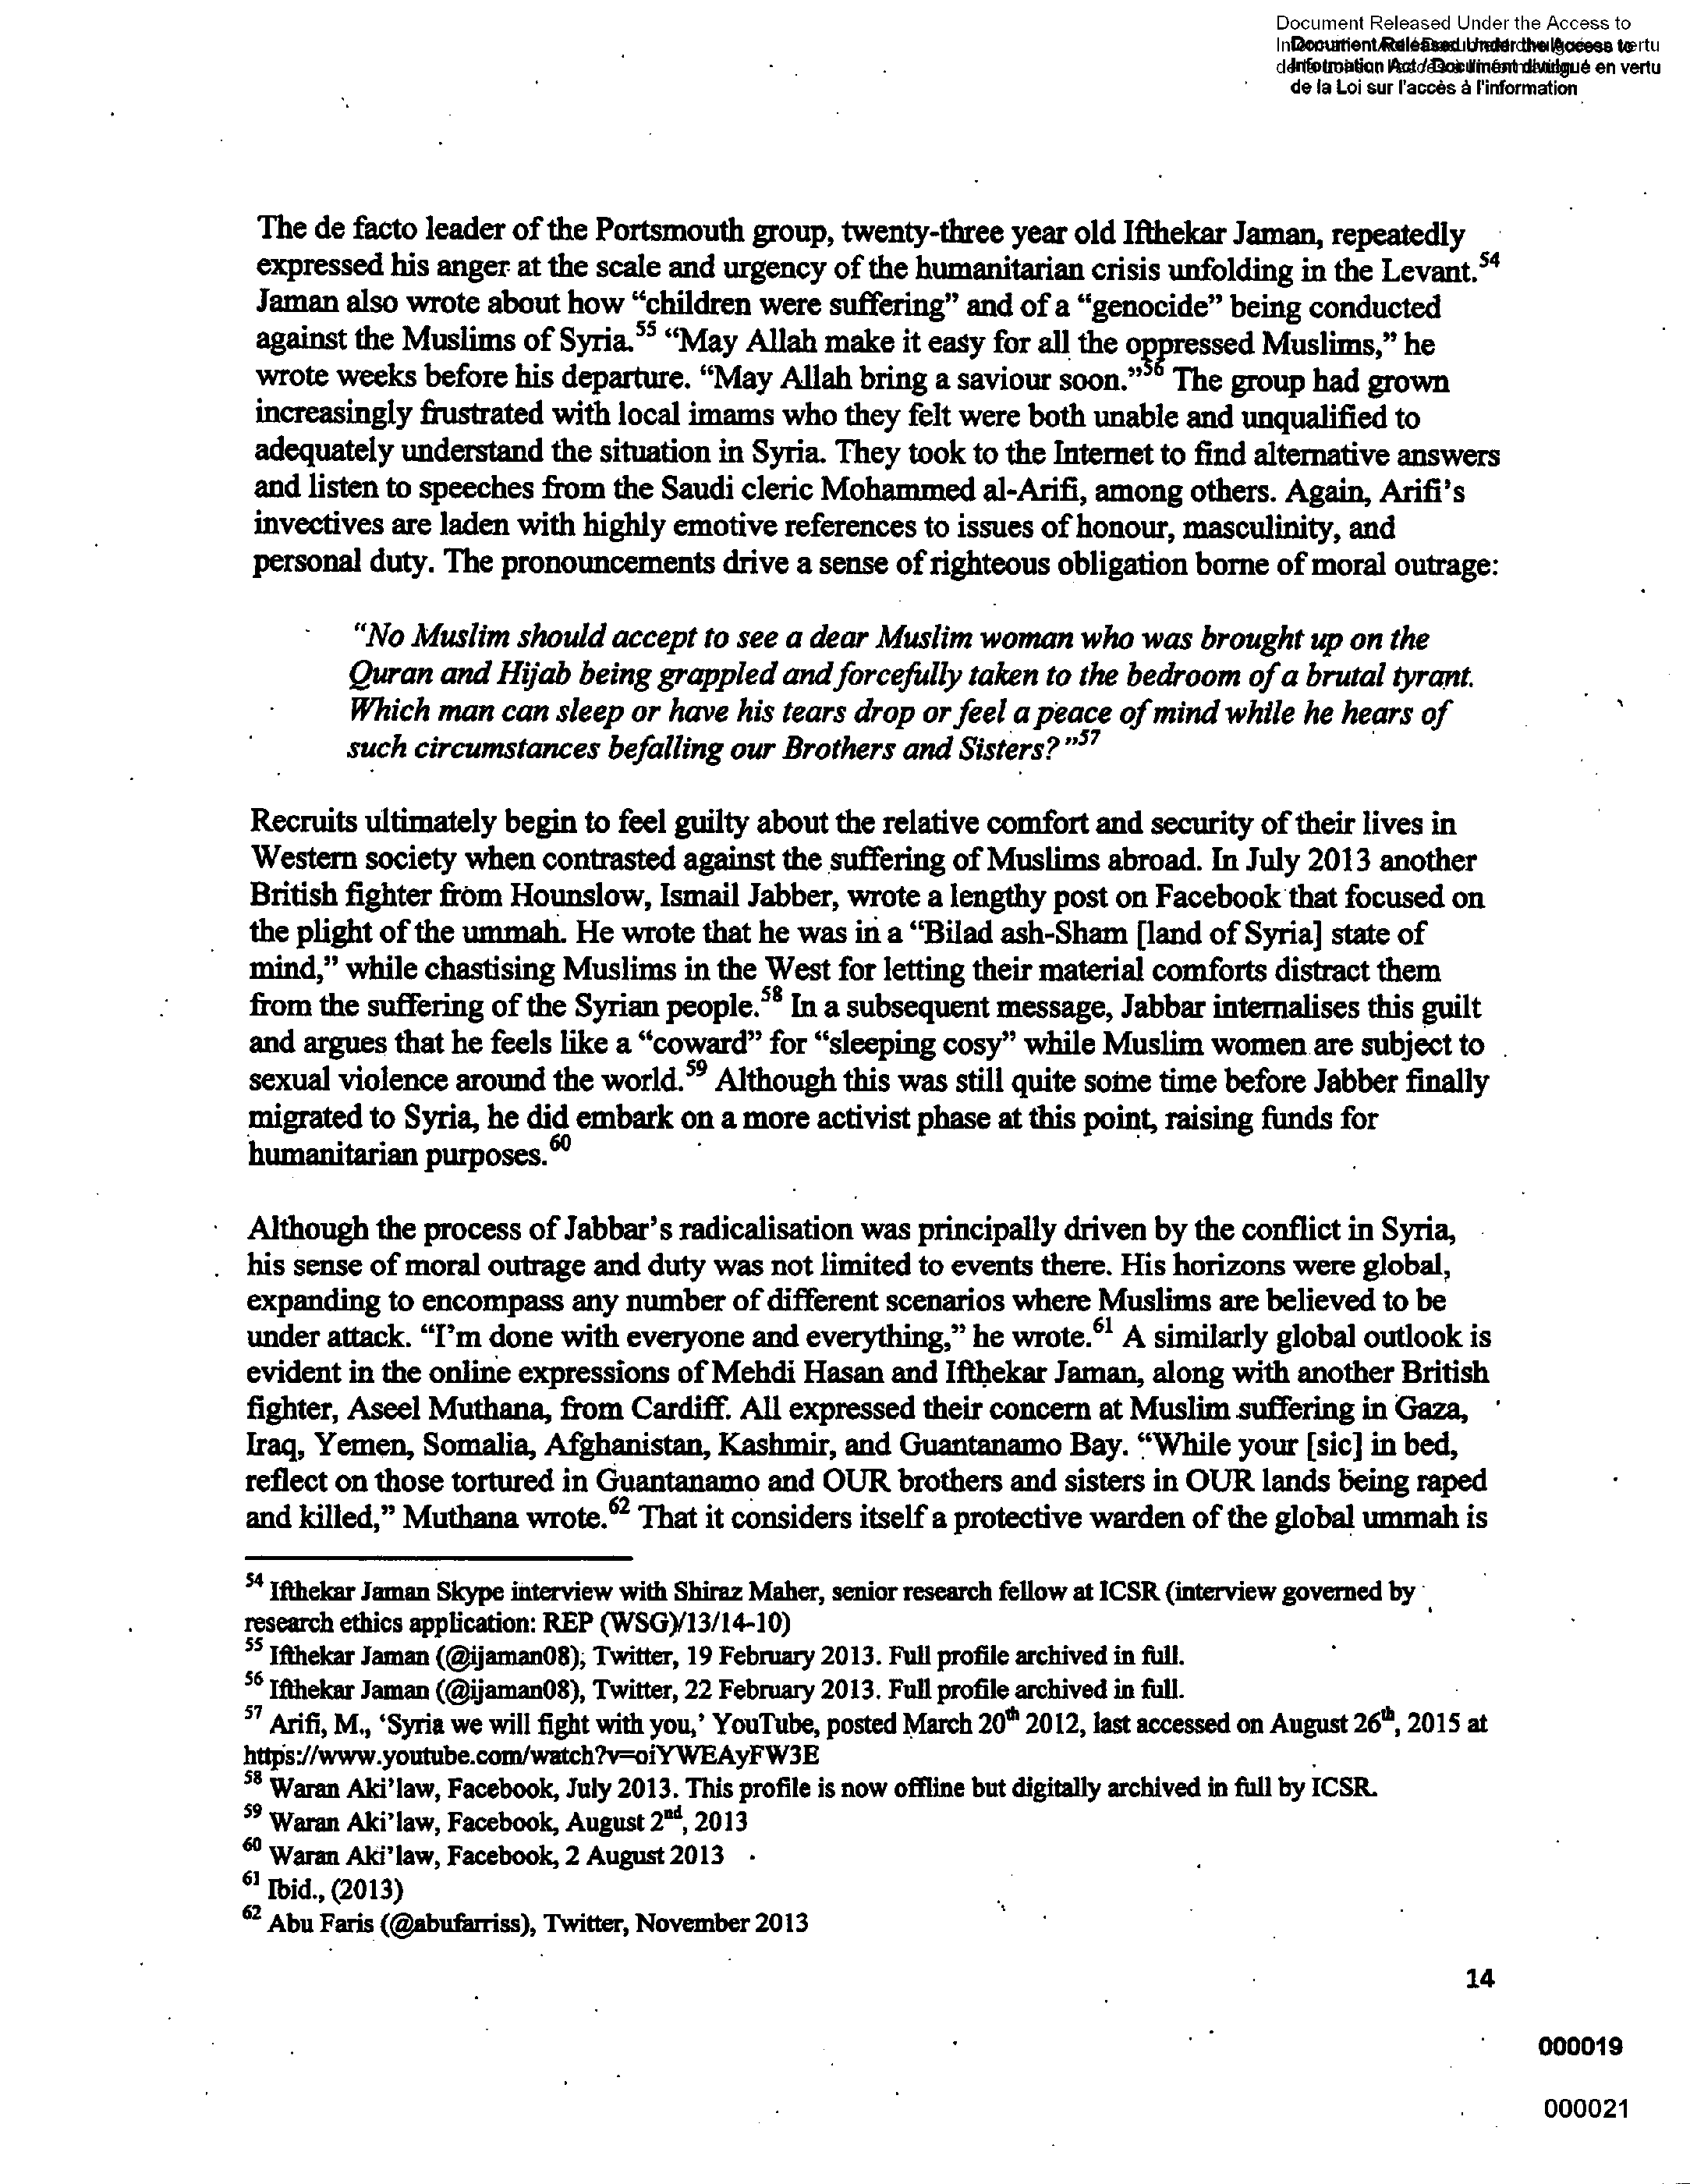 Document Released Under the Access to
Document Released Under the Access to
Information Act / Document divulgué en vertu
de la Loi sur l'accès à l'information
The de facto leader of the Portsmouth group, twenty-three year old Ifthekar Jaman, repeatedly
expressed his anger at the scale and urgency of the humanitarian crisis unfolding in the Levant.54
Jaman also wrote about how “children were suffering” and of a “genocide” being conducted
against the Muslims of Syria.55 “May Allah make it easy for all the oppressed Muslims,” he
wrote weeks before his departure. “May Allah bring a saviour soon.”56 The group had grown
increasingly frustrated with local imams who they felt were both unable and unqualified to
adequately understand the situation in Syria. They took to the Internet to find alternative answers
and listen to speeches from the Saudi cleric Mohammed al-Arifi, among others. Again, Arifi’s
invectives are laden with highly emotive references to issues of honour, masculinity, and
personal duty. The pronouncements drive a sense of righteous obligation borne of moral outrage:
“No Muslim should accept to see a dear Muslim woman who was brought up on the
Quran and Hijab being grappled and forcefully taken to the bedroom of a brutal tyrant.
Which man can sleep or have his tears drop or feel a peace of mind while he hears of
such circumstances befalling our Brothers and Sisters?”57
Recruits ultimately begin to feel guilty about the relative comfort and security of their lives in
Western society when contrasted against the suffering of Muslims abroad. In July 2013 another
British fighter from Hounslow, Ismail Jabber, wrote a lengthy post on Facebook that focused on
the plight of the ummah. He wrote that he was in a “Bilad ash-Sham [land of Syria] state of
mind,” while chastising Muslims in the West for letting their material comforts distract them
from the suffering of the Syrian people.58 In a subsequent message, Jabbar internalises this guilt
and argues that he feels like a “coward” for “sleeping cosy” while Muslim women are subject to
sexual violence around the world.59 Although this was still quite some time before Jabber finally
migrated to Syria, he did embark on a more activist phase at this point, raising funds for
humanitarian purposes.60
Although the process of Jabbar’s radicalisation was principally driven by the conflict in Syria,
his sense of moral outrage and duty was not limited to events there. His horizons were global,
expanding to encompass any number of different scenarios where Muslims are believed to be
under attack. “I’m done with everyone and everything,” he wrote.61 A similarly global outlook is
evident in the online expressions of Mehdi Hasan and Ifthekar Jaman, along with another British
fighter, Aseel Muthana, from Cardiff. All expressed their concern at Muslim suffering in Gaza,
Iraq, Yemen, Somalia, Afghanistan, Kashmir, and Guantanamo Bay. “While your [sic] in bed,
reflect on those tortured in Guantanamo and OUR brothers and sisters in OUR lands being raped
and killed,” Muthana wrote.62 That it considers itself a protective warden of the global ummah is
54 Ifthekar Jaman Skype interview with Shiraz Maher, senior research fellow at ICSR (interview governed by
research ethics application: REP (WSG)/13/14-10)
55 Ifthekar Jaman (@ijaman08), Twitter, 19 February 2013. Full profile archived in full.
56 Ifthekar Jaman (@ijaman08), Twitter, 22 February 2013. Full profile archived in full.
57 Arifi, M., ‘Syria we will fight with you,’ YouTube, posted March 20th 2012, last accessed on August 26th, 2015 at
https://www.youtube.com/watch?v=oiYWEAyFW3E
58 Waran Aki’law, Facebook, July 2013. This profile is now offline but digitally archived in full by ICSR.
59 Waran Aki’law, Facebook, August 2nd, 2013
60 Waran Aki’law, Facebook, 2 August 2013
61 Ibid., (2013)
62 Abu Faris (@abufarriss), Twitter, November 2013
14
000019
000021